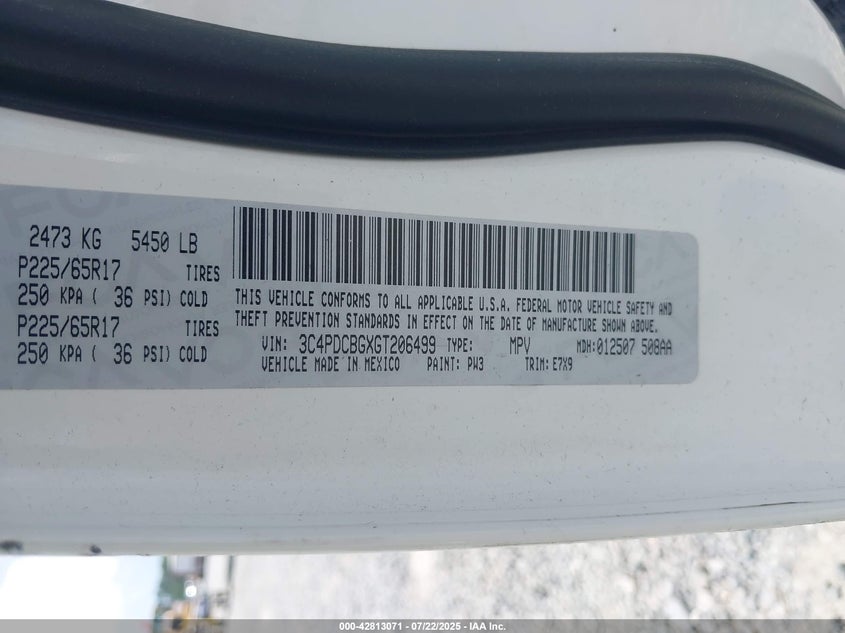 2473 KG 5450 LB
P225/65R17 TIRES
250 KPA ( 36 PSI) COLD
P225/65R17 TIRES
250 KPA ( 36 PSI) COLD
THIS VEHICLE CONFORMS TO ALL APPLICABLE U.S.A. FEDERAL MOTOR VEHICLE SAFETY AND
THEFT PREVENTION STANDARDS IN EFFECT ON THE DATE OF MANUFACTURE SHOWN ABOVE.
VIN: 3C4PDCBGXGT206499 TYPE: MPV MDH:012507 508AA
VEHICLE MADE IN MEXICO PAINT: PW3 TRIM: E7X9
000-42813071 - 07/22/2025 - IAA Inc.